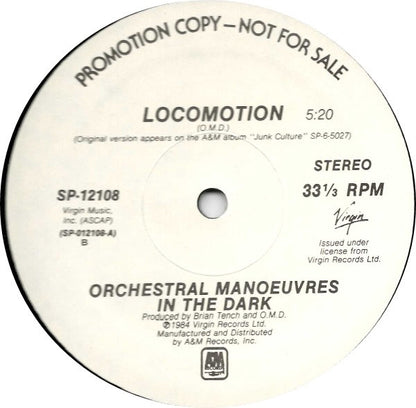 PROMOTION COPY — NOT FOR SALE
LOCOMOTION 5:20
(O.M.D.)
(Original version appears on the A&M album "Junk Culture" SP-6-5027)
STEREO
SP-12108
33 1/3 RPM
Virgin Music,
Inc. (ASCAP)
(SP-012108-A)
B
Virgin
Issued under
license from
Virgin Records Ltd.
ORCHESTRAL MANOEUVRES
IN THE DARK
Produced by Brian Tench and O.M.D.
℗1984 Virgin Records Ltd.
Manufactured and Distributed
by A&M Records, Inc.
A&M
RECORDS